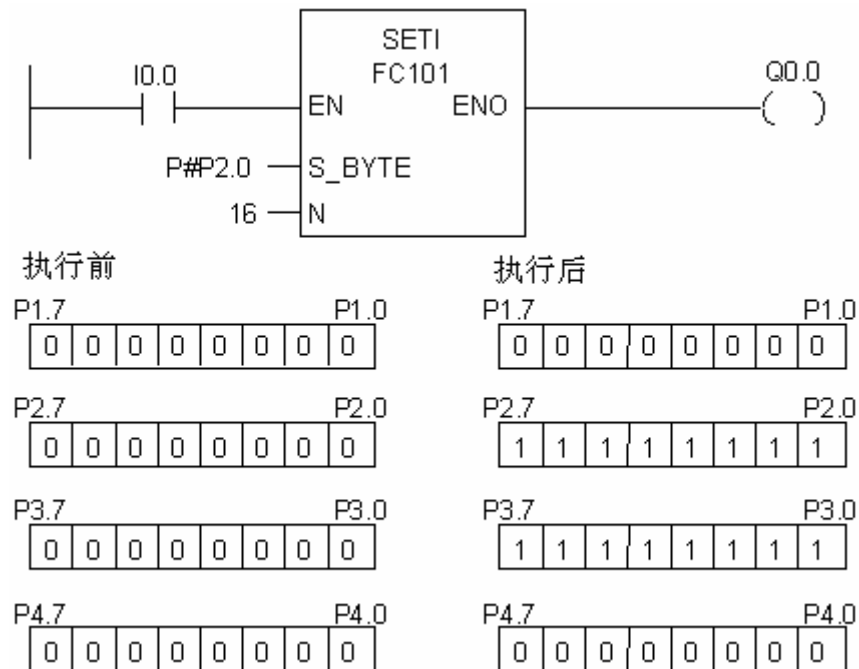 SETI
I0.0 FC101 Q0.0
EN ENO
P#P2.0 S_BYTE
16 N
执行前 执行后
P1.7 P1.0 P1.7 P1.0
0 0 0 0 0 0 0 0 0 0 0 0 0 0 0 0
P2.7 P2.0 P2.7 P2.0
0 0 0 0 0 0 0 0 1 1 1 1 1 1 1 1
P3.7 P3.0 P3.7 P3.0
0 0 0 0 0 0 0 0 1 1 1 1 1 1 1 1
P4.7 P4.0 P4.7 P4.0
0 0 0 0 0 0 0 0 0 0 0 0 0 0 0 0